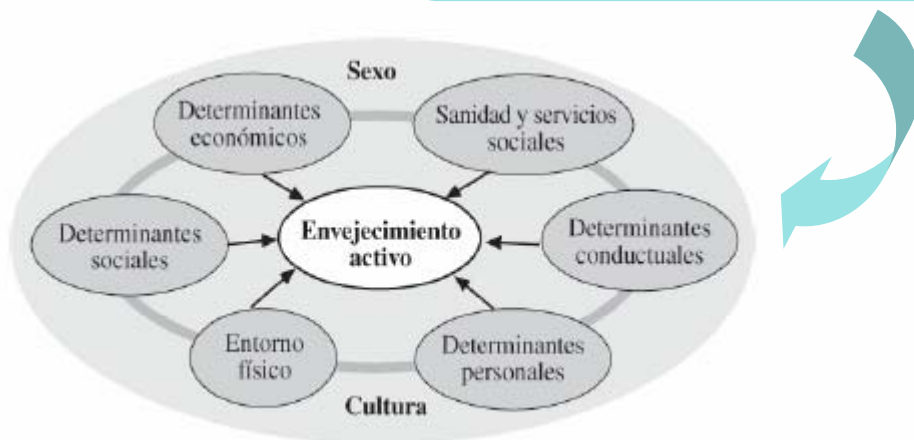 Sexo
Determinantes
económicos
Sanidad y servicios
sociales
Determinantes
sociales
Envejecimiento
activo
Determinantes
conductuales
Entorno
físico
Determinantes
personales
Cultura